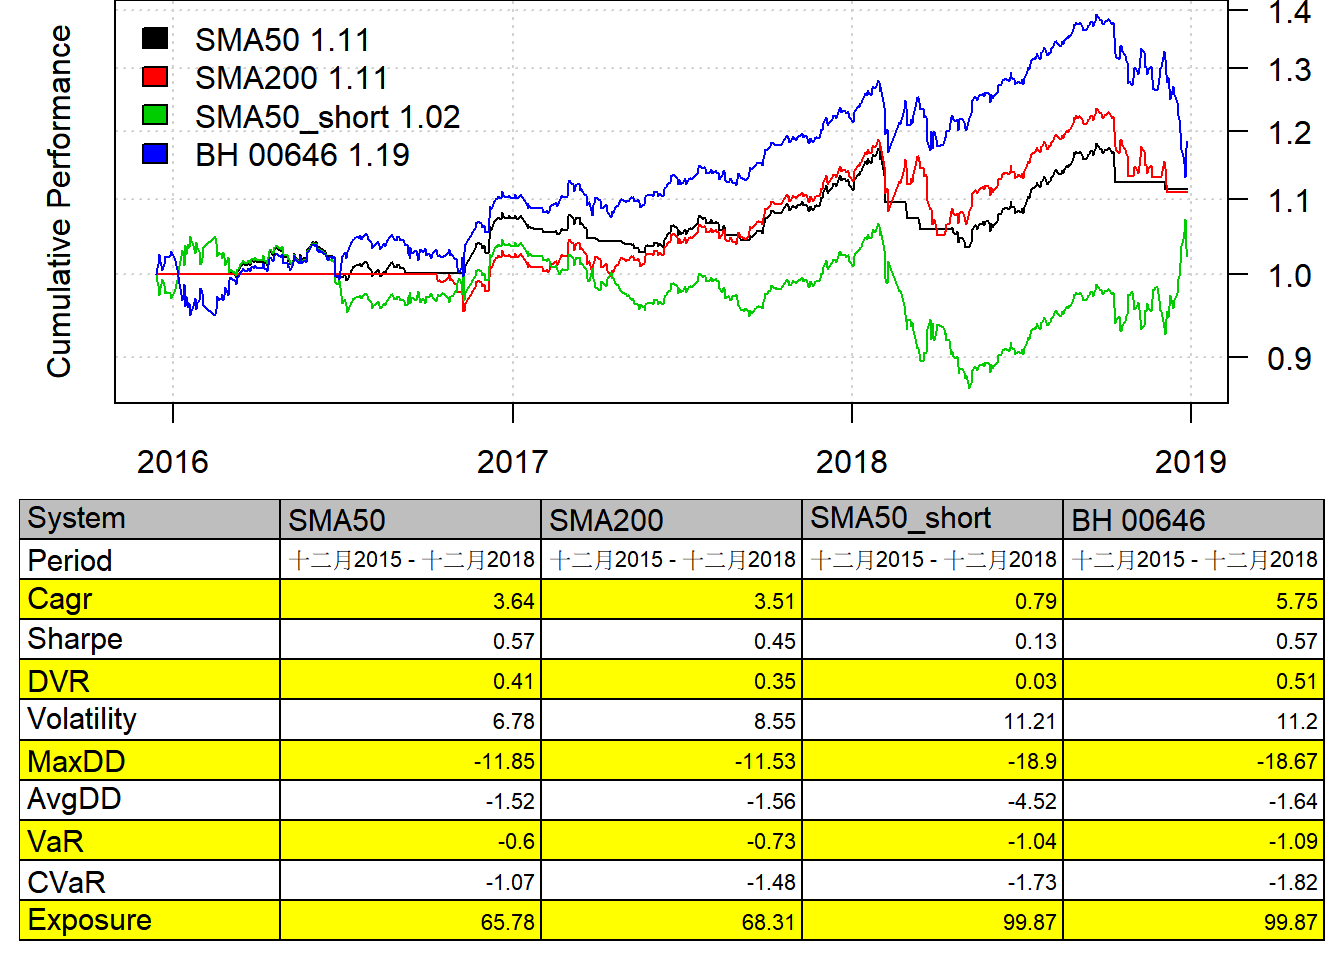 Cumulative Performance
SMA50 1.11
SMA200 1.11
SMA50_short 1.02
BH 00646 1.19
1.4
1.3
1.2
1.1
1.0
0.9
2016 2017 2018 2019
System SMA50 SMA200 SMA50_short BH 00646
Period 十二月2015 - 十二月2018 十二月2015 - 十二月2018 十二月2015 - 十二月2018 十二月2015 - 十二月2018
Cagr 3.64 3.51 0.79 5.75
Sharpe 0.57 0.45 0.13 0.57
DVR 0.41 0.35 0.03 0.51
Volatility 6.78 8.55 11.21 11.2
MaxDD -11.85 -11.53 -18.9 -18.67
AvgDD -1.52 -1.56 -4.52 -1.64
VaR -0.6 -0.73 -1.04 -1.09
CVaR -1.07 -1.48 -1.73 -1.82
Exposure 65.78 68.31 99.87 99.87